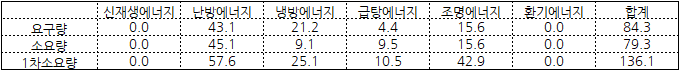 신재생에너지 난방에너지 냉방에너지 급탕에너지 조명에너지 환기에너지 합계
요구량 0.0 43.1 21.2 4.4 15.6 0.0 84.3
소요량 0.0 45.1 9.1 9.5 15.6 0.0 79.3
1차소요량 0.0 57.6 25.1 10.5 42.9 0.0 136.1